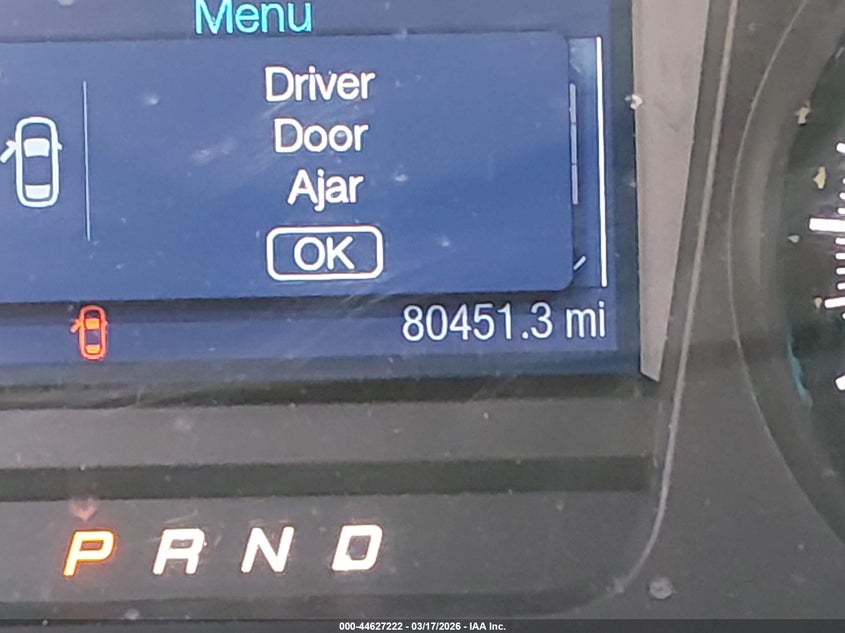 Menu
Driver
Door
Ajar
OK
80451.3 mi
P R N D
000-44627222 - 03/17/2026 - IAA Inc.